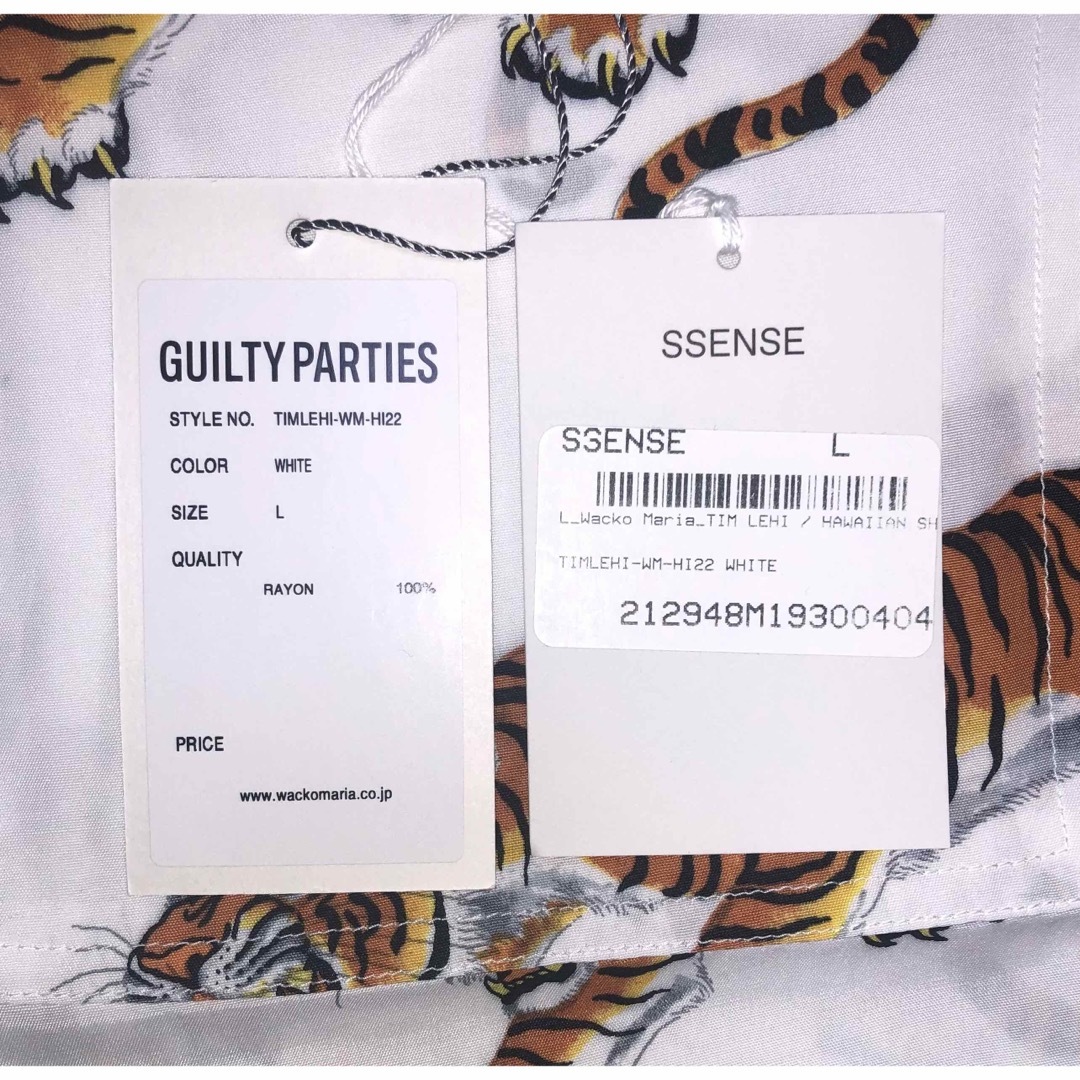 GUILTY PARTIES
STYLE NO. TIMLEHI-WM-HI22
COLOR WHITE
SIZE L
QUALITY
RAYON 100%
PRICE
www.wackomaria.co.jp
SSENSE
SSENSE L
L_Wacko Maria_TIM LEHI / HAWAIIAN SH
TIMLEHI-WM-HI22 WHITE
212948M19300404